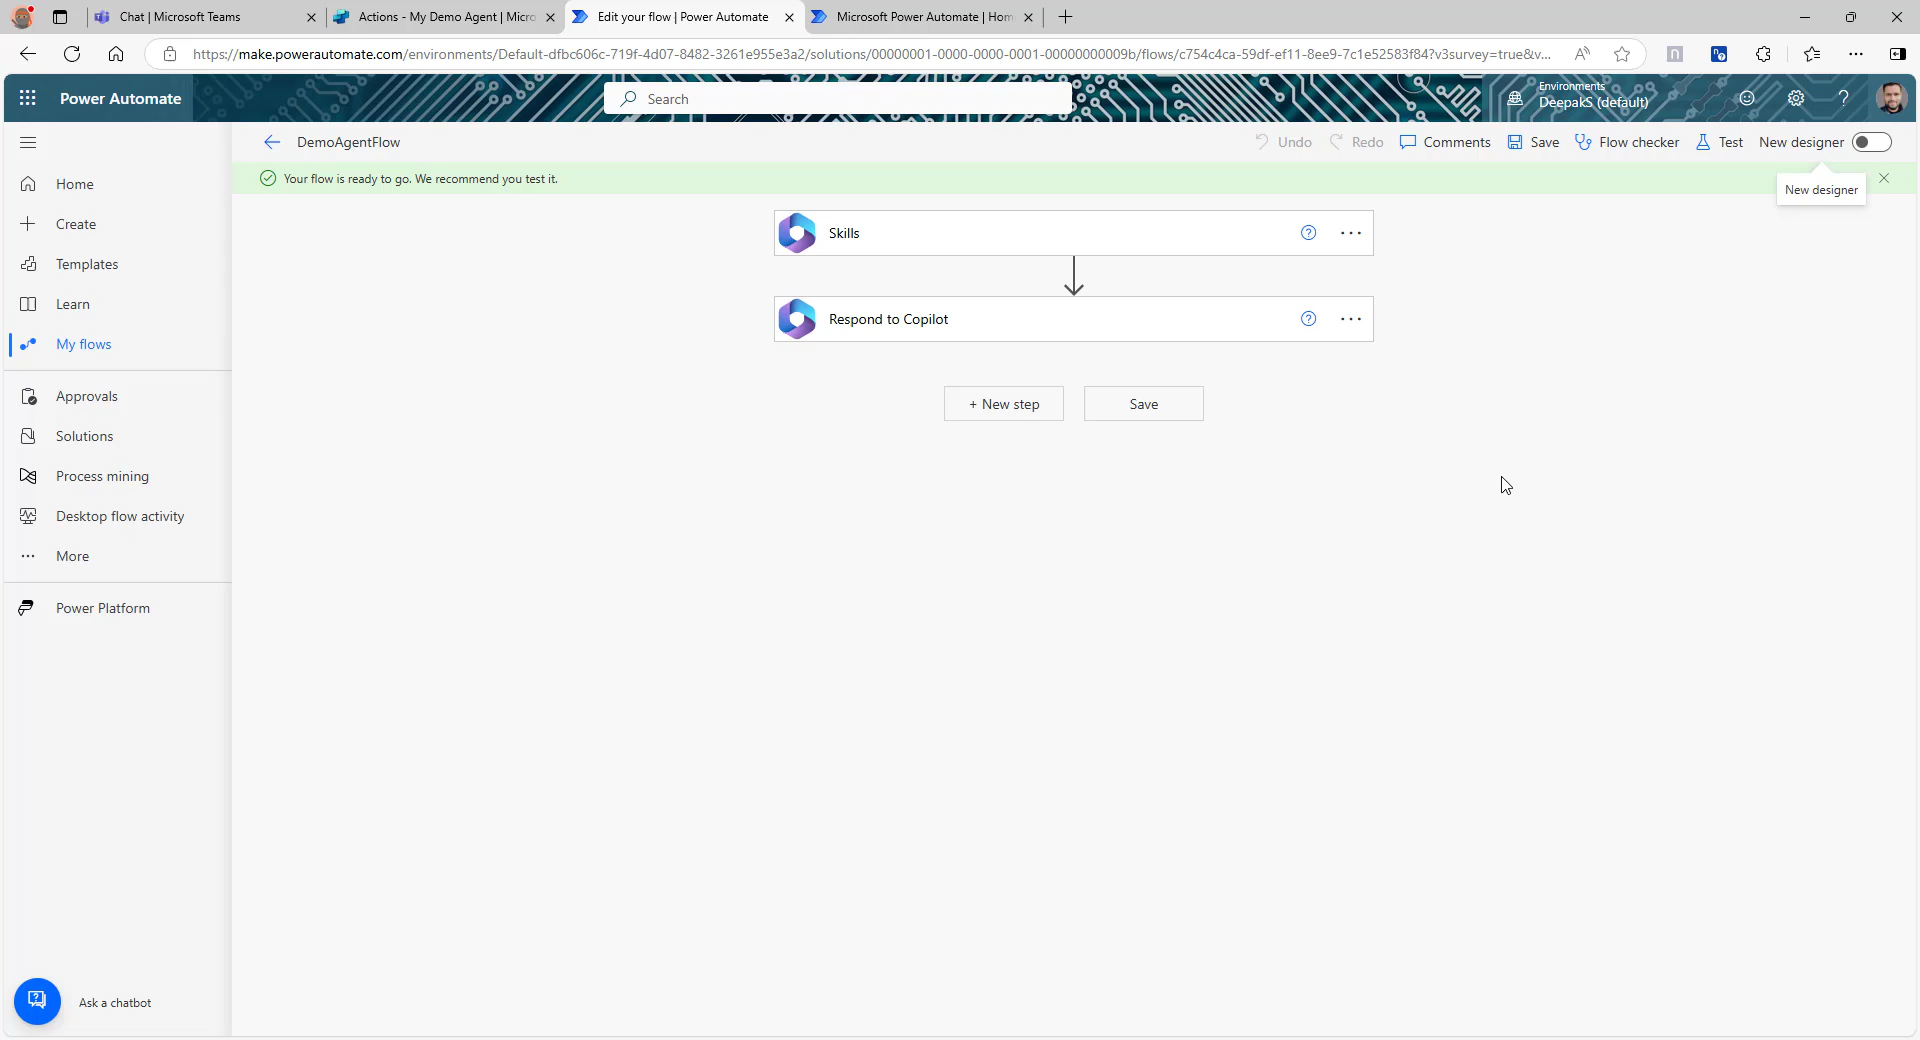 Chat | Microsoft Teams
Actions - My Demo Agent | Micro
Edit your flow | Power Automate
Microsoft Power Automate | Hom
https://make.powerautomate.com/environments/Default-dfbc606c-719f-4d07-8482-3261e955e3a2/solutions/00000001-0000-0000-0001-00000000009b/flows/c754c4ca-59df-ef11-8ee9-7c1e52583f84?v3survey=true&v...
Power Automate
Search
Environments
DeepakS (default)
DemoAgentFlow
Undo
Redo
Comments
Save
Flow checker
Test
New designer
Your flow is ready to go. We recommend you test it.
New designer
Home
Create
Templates
Learn
My flows
Approvals
Solutions
Process mining
Desktop flow activity
More
Power Platform
Skills
Respond to Copilot
+ New step
Save
Ask a chatbot